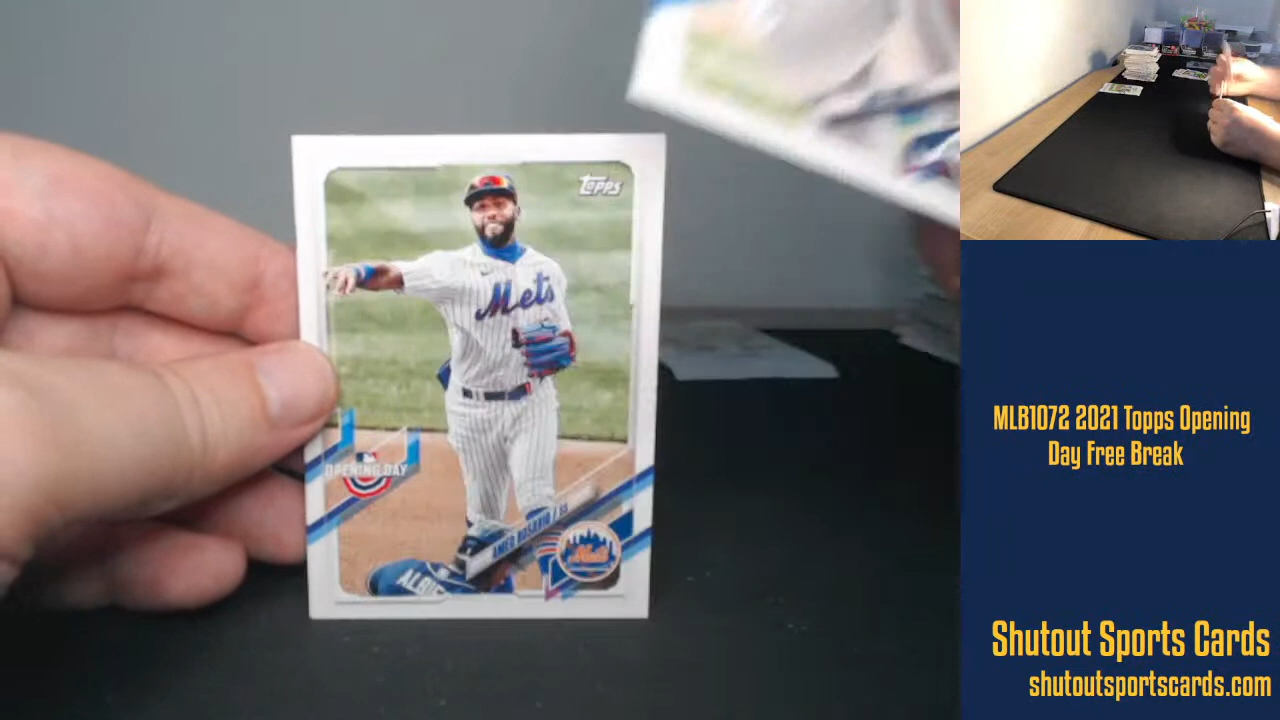 Topps
Mets
OPENING DAY
AMED ROSARIO / SS
Mets
MLB1072 2021 Topps Opening
Day Free Break
Shutout Sports Cards
shutoutsportscards.com